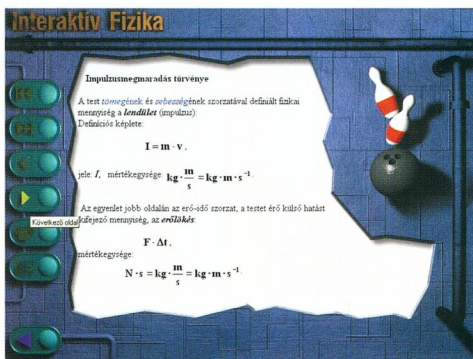 Interaktív Fizika
Impulzusmegmaradás törvénye
A test tömegének és sebességének szorzatával definiált fizikai
mennyiség a lendület (impulzus):
Definíciós képlete:
I = m · v .
jele: I, mértékegysége: kg · m/s = kg · m · s⁻¹.
Az egyenlet jobb oldalán az erő-idő szorzat, a testet érő külső hatást
kifejező mennyiség, az erőlökés:
F · Δt .
mértékegysége:
N · s = kg · m/s = kg · m · s⁻¹.
Következő oldal